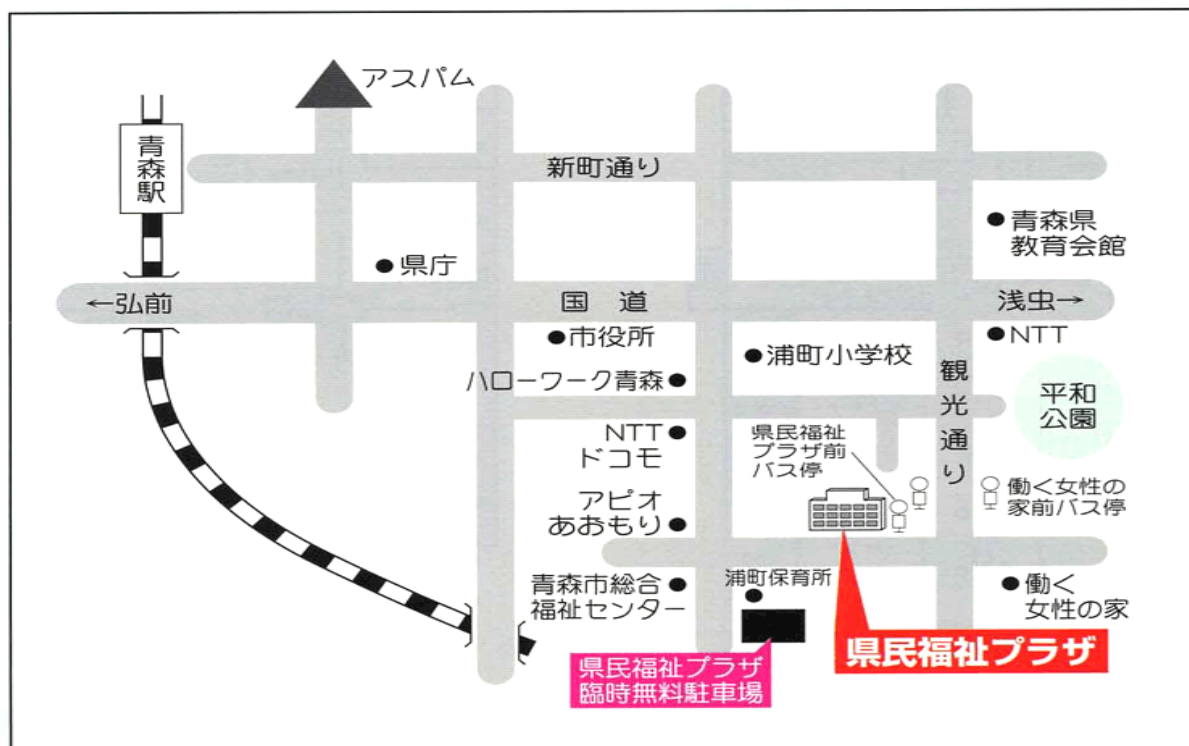 アスパム
青森駅
新町通り
青森県
教育会館
県庁
←弘前
国道
浅虫→
市役所
浦町小学校
NTT
ハローワーク青森
観光通り
平和
公園
NTT
ドコモ
県民福祉
プラザ前
バス停
働く女性の
家前バス停
アピオ
あおもり
青森市総合
福祉センター
浦町保育所
働く
女性の家
県民福祉プラザ
県民福祉プラザ
臨時無料駐車場